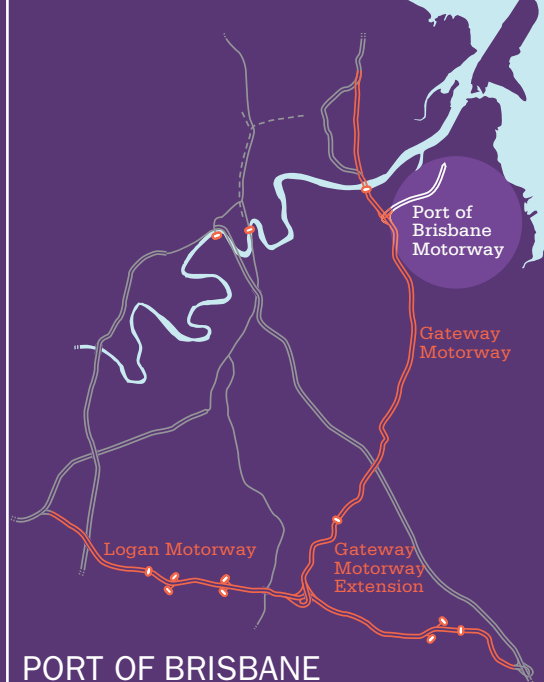 Port of
Brisbane
Motorway
Gateway
Motorway
Logan Motorway
Gateway
Motorway
Extension
PORT OF BRISBANE